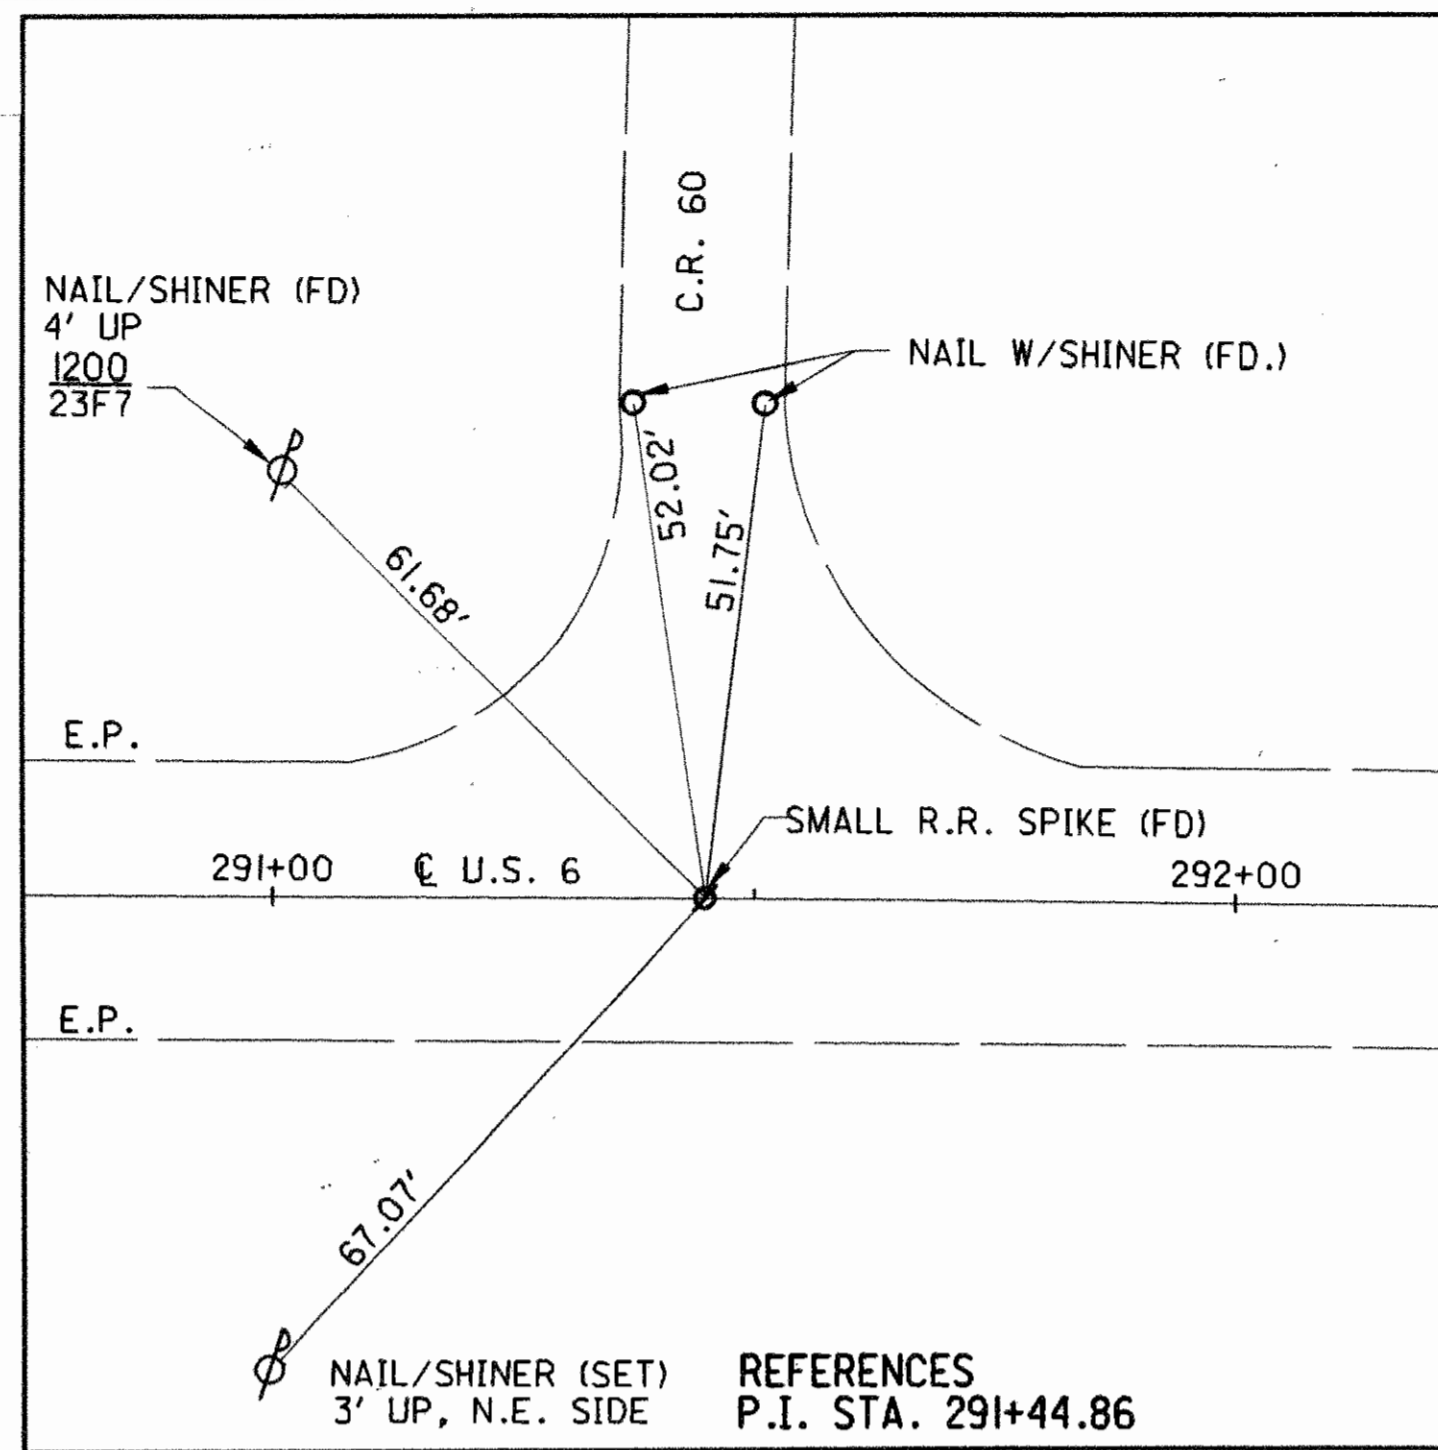 C.R. 60
NAIL/SHINER (FD)
4' UP
1200
23F7
NAIL W/SHINER (FD.)
52.02'
51.75'
61.68'
E.P.
SMALL R.R. SPIKE (FD)
291+00
℄ U.S. 6
292+00
E.P.
67.07'
NAIL/SHINER (SET)
3' UP, N.E. SIDE
REFERENCES
P.I. STA. 291+44.86